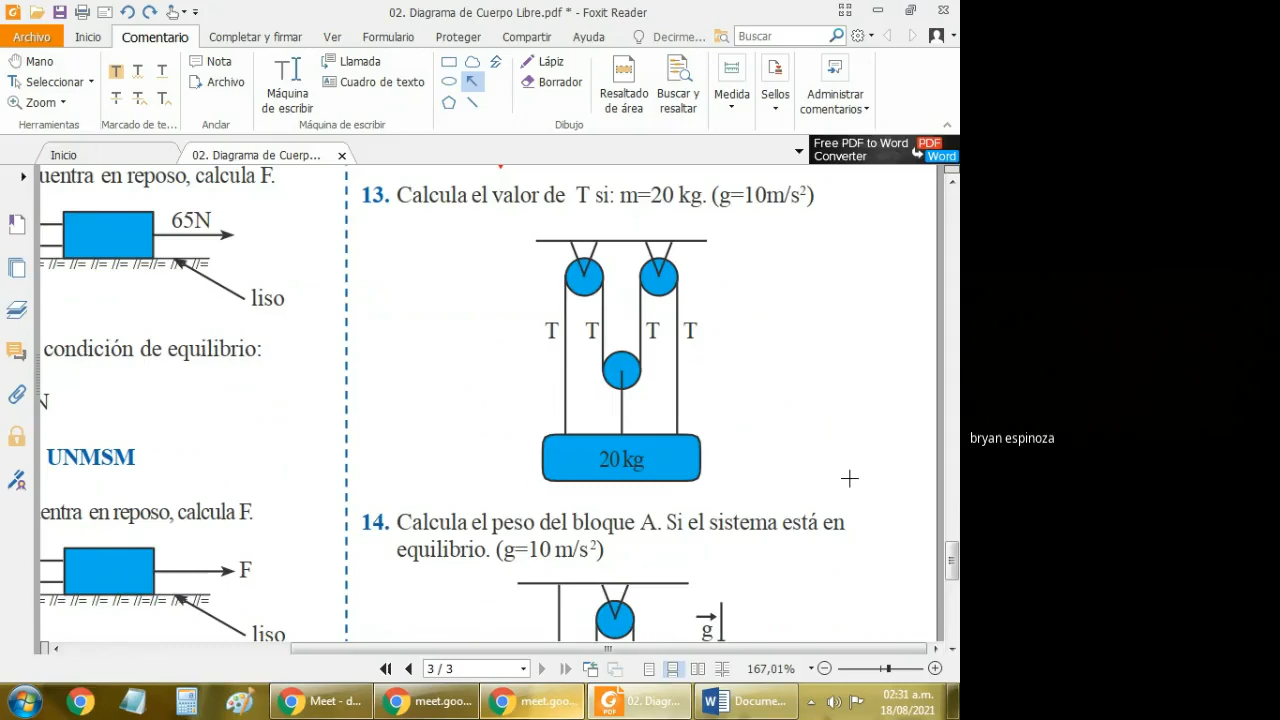 02. Diagrama de Cuerpo Libre.pdf * - Foxit Reader
Archivo Inicio Comentario Completar y firmar Ver Formulario Proteger Compartir Ayuda Decirme... Buscar
Mano
Seleccionar
Zoom
Herramientas
Marcado de te...
Nota
Archivo
Anclar
Máquina de escribir
Llamada
Cuadro de texto
Máquina de escribir
Lápiz
Borrador
Dibujo
Resaltado de área
Buscar y resaltar
Medida
Sellos
Administrar comentarios
Inicio
02. Diagrama de Cuerp...
Free PDF to Word Converter
PDF
Word
uentra en reposo, calcula F.
65N
liso
condición de equilibrio:
N
UNMSM
entra en reposo, calcula F.
F
liso
13. Calcula el valor de T si: m=20 kg. (g=10m/s²)
T T T T
20 kg
14. Calcula el peso del bloque A. Si el sistema está en
equilibrio. (g=10 m/s²)
g
bryan espinoza
3 / 3
167,01%
Meet - d...
meet.goo...
meet.goo...
02. Diagr...
Docume...
02:31 a.m.
18/08/2021